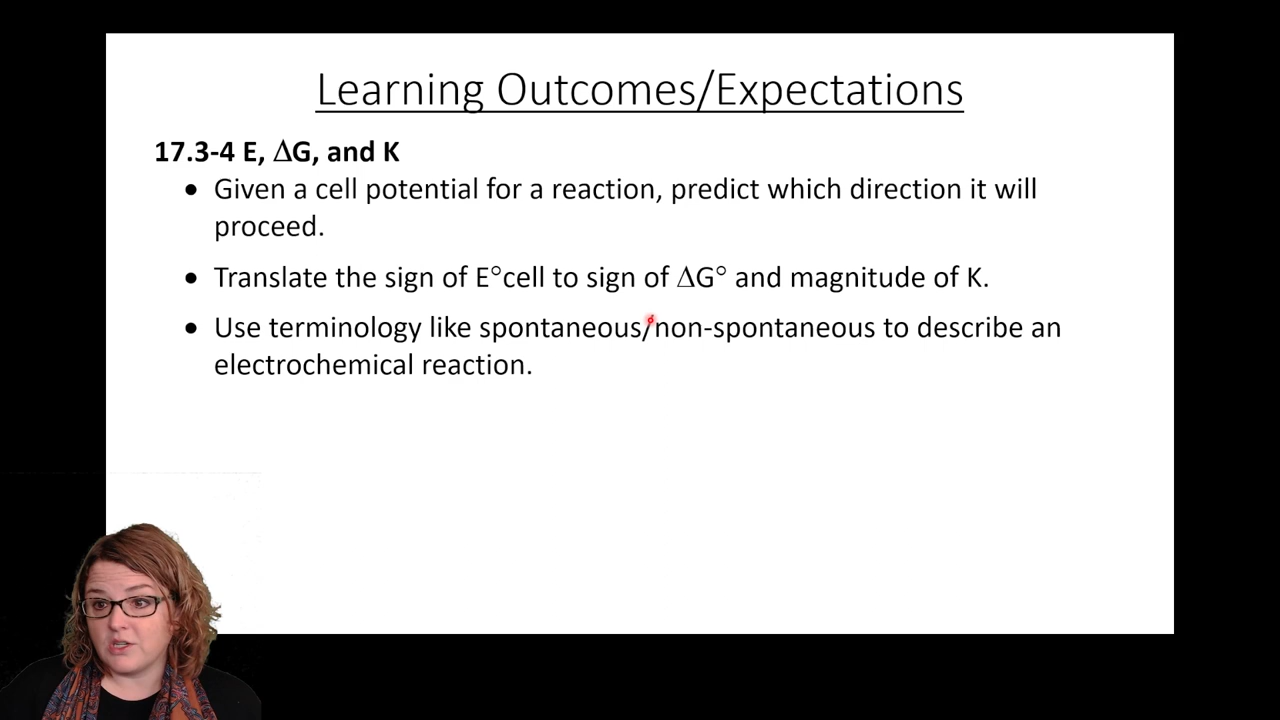 Learning Outcomes/Expectations
17.3-4 E, ΔG, and K
• Given a cell potential for a reaction, predict which direction it will
proceed.
• Translate the sign of E°cell to sign of ΔG° and magnitude of K.
• Use terminology like spontaneous/non-spontaneous to describe an
electrochemical reaction.